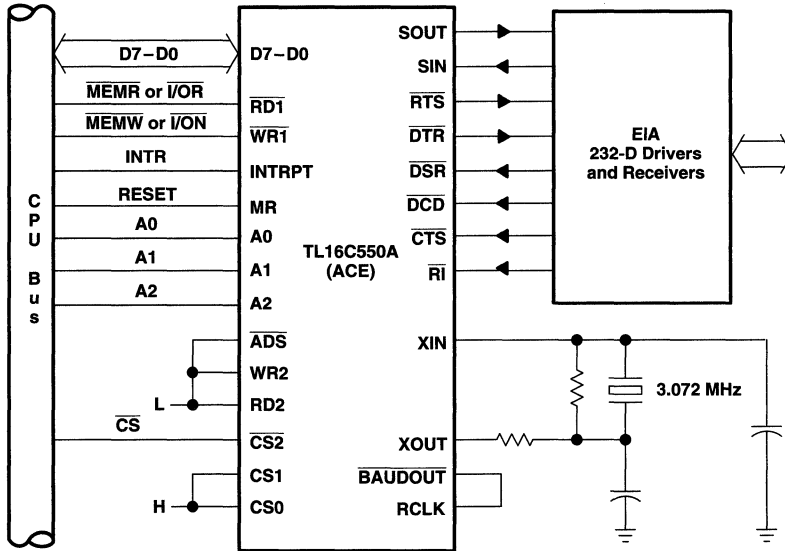 CPU Bus
D7–D0
MEMR or I/OR
MEMW or I/ON
INTR
RESET
A0
A1
A2
L
CS
H
D7–D0
RD1
WR1
INTRPT
MR
A0
A1
A2
ADS
WR2
RD2
CS2
CS1
CS0
TL16C550A
(ACE)
SOUT
SIN
RTS
DTR
DSR
DCD
CTS
RI
XIN
XOUT
BAUDOUT
RCLK
EIA
232-D Drivers
and Receivers
3.072 MHz